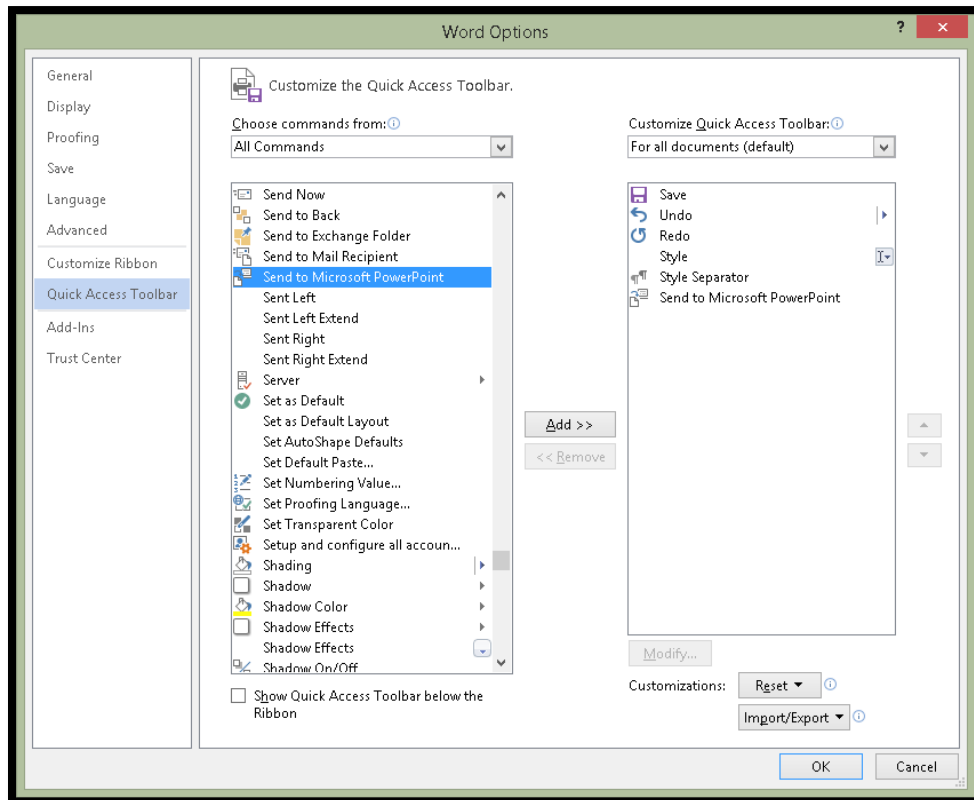 Word Options
?
General
Display
Proofing
Save
Language
Advanced
Customize Ribbon
Quick Access Toolbar
Add-Ins
Trust Center
Customize the Quick Access Toolbar.
Choose commands from:
All Commands
Send Now
Send to Back
Send to Exchange Folder
Send to Mail Recipient
Send to Microsoft PowerPoint
Sent Left
Sent Left Extend
Sent Right
Sent Right Extend
Server
Set as Default
Set as Default Layout
Set AutoShape Defaults
Set Default Paste...
Set Numbering Value...
Set Proofing Language...
Set Transparent Color
Setup and configure all accoun...
Shading
Shadow
Shadow Color
Shadow Effects
Shadow Effects
Shadow On/Off
Show Quick Access Toolbar below the
Ribbon
Add >>
<< Remove
Customize Quick Access Toolbar:
For all documents (default)
Save
Undo
Redo
Style
Style Separator
Send to Microsoft PowerPoint
Modify...
Customizations:
Reset
Import/Export
OK
Cancel